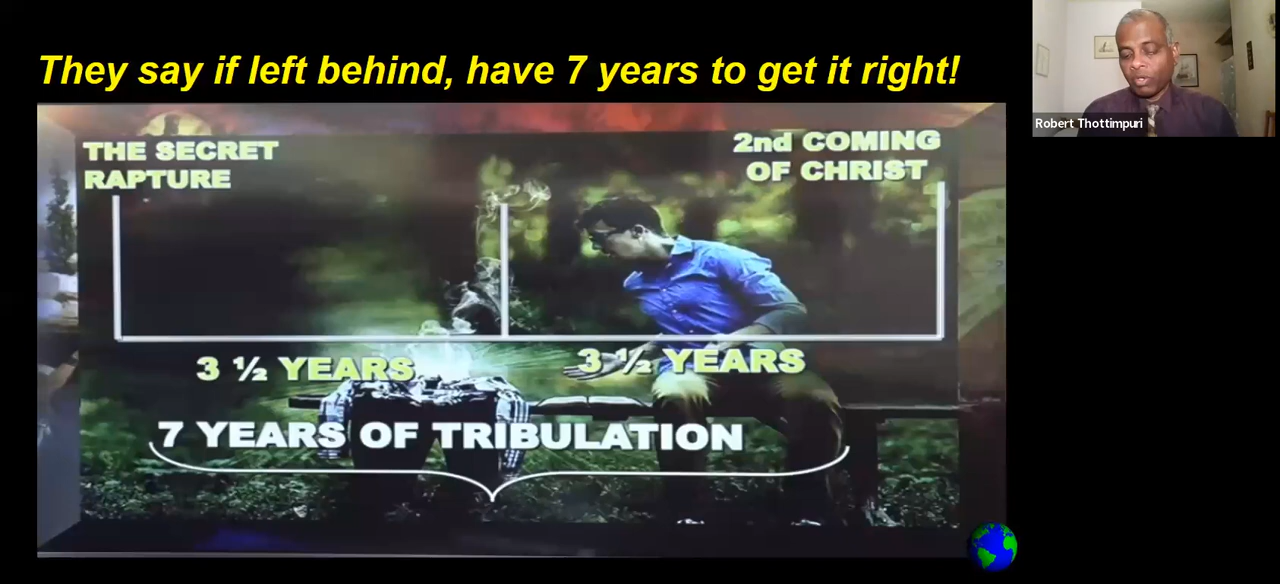 They say if left behind, have 7 years to get it right!
Robert Thottimpuri
THE SECRET
RAPTURE
2nd COMING
OF CHRIST
3 ½ YEARS
3 ½ YEARS
7 YEARS OF TRIBULATION